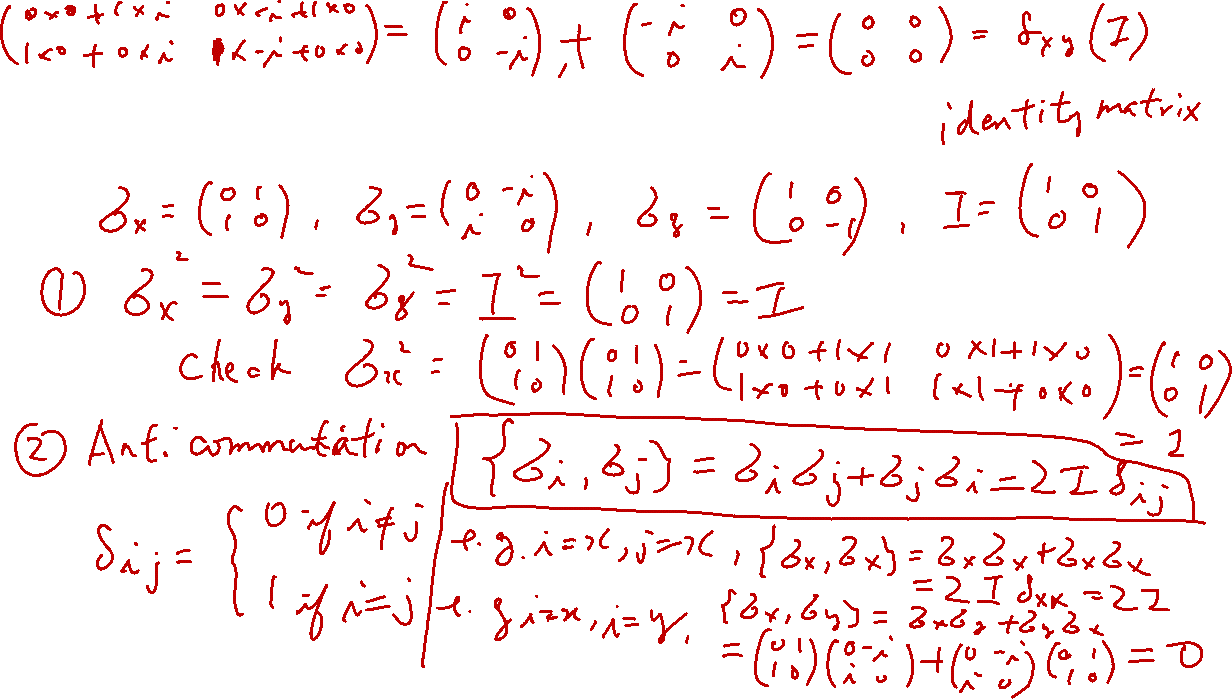 (0×0+1×i 0×-i+1×0 / 1×0+0×i 1×-i+0×0) = (i 0 / 0 -i), + (-i 0 / 0 i) = (0 0 / 0 0) = δxy (I)
identity matrix
σx = (0 1 / 1 0), σy = (0 -i / i 0), σz = (1 0 / 0 -1), I = (1 0 / 0 1)
① σx² = σy² = σz² = I² = (1 0 / 0 1) = I
check σx² = (0 1 / 1 0)(0 1 / 1 0) = (0×0+1×1 0×1+1×0 / 1×0+0×1 1×1+0×0) = (1 0 / 0 1)
= I
② Anti commutation {σi, σj} = σiσj+σjσi = 2I δij
δij = { 0 if i≠j
1 if i=j
e.g. i=x, j=x, {σx, σx} = σxσx+σxσx
= 2I δxx = 2I
e.g i=x, i=y, {σx, σy} = σxσy+σyσx
= (0 1 / 1 0)(0 -i / i 0)+(0 -i / i 0)(0 1 / 1 0) = 0